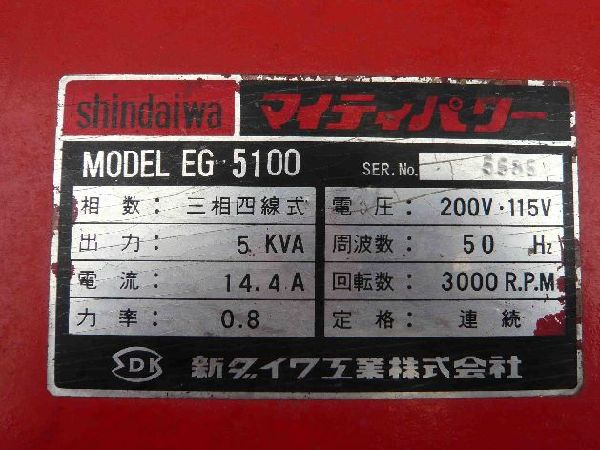 shindaiwa マイティパワー
MODEL EG 5100 SER.No.
相数： 三相四線式 電圧： 200V・115V
出力： 5 KVA 周波数： 50 Hz
電流： 14.4A 回転数： 3000 R.P.M
力率： 0.8 定格： 連続
SDK 新ダイワ工業株式会社